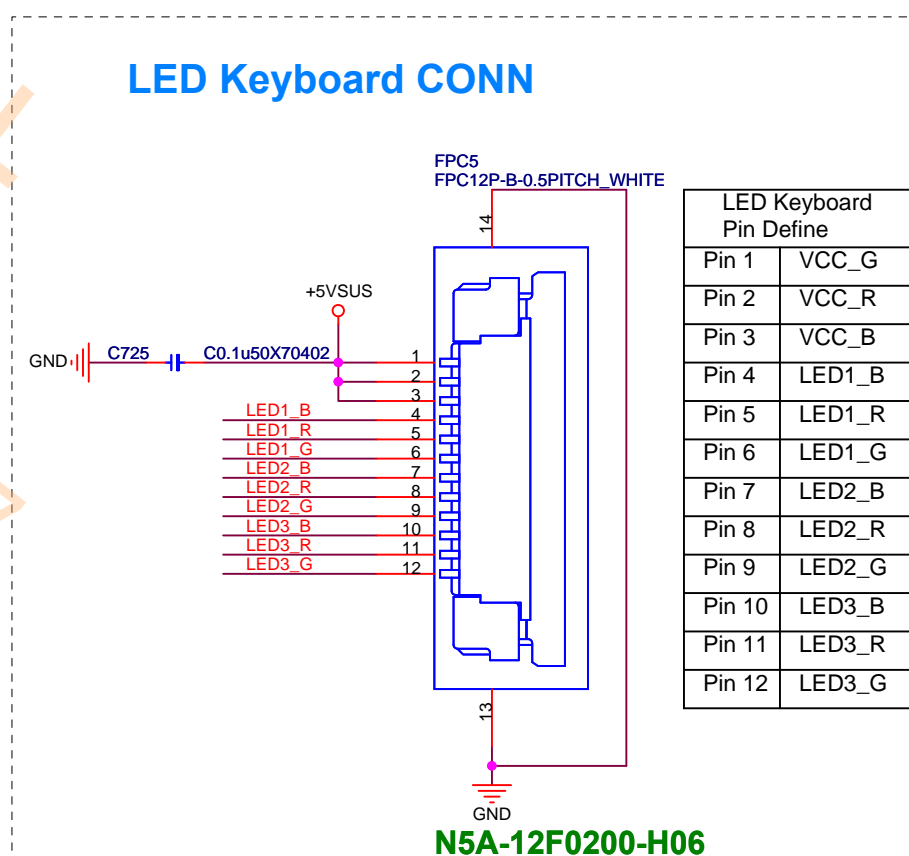 LED Keyboard CONN
FPC5
FPC12P-B-0.5PITCH_WHITE
14
+5VSUS
GND
C725
C0.1u50X70402
1
2
3
LED1_B
4
LED1_R
5
LED1_G
6
LED2_B
7
LED2_R
8
LED2_G
9
LED3_B
10
LED3_R
11
LED3_G
12
13
GND
N5A-12F0200-H06
LED Keyboard
Pin Define
Pin 1 VCC_G
Pin 2 VCC_R
Pin 3 VCC_B
Pin 4 LED1_B
Pin 5 LED1_R
Pin 6 LED1_G
Pin 7 LED2_B
Pin 8 LED2_R
Pin 9 LED2_G
Pin 10 LED3_B
Pin 11 LED3_R
Pin 12 LED3_G